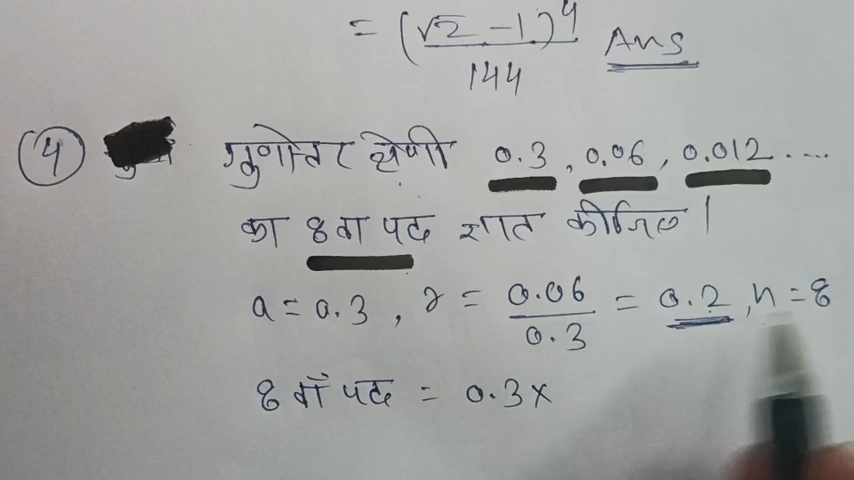 = (√2 - 1)^4 / 144 Ans
(4) गुणोत्तर श्रेणी 0.3, 0.06, 0.012 ....
का 8वा पद ज्ञात कीजिए।
a = 0.3, r = 0.06 / 0.3 = 0.2, n = 8
8 वाँ पद = 0.3 ×